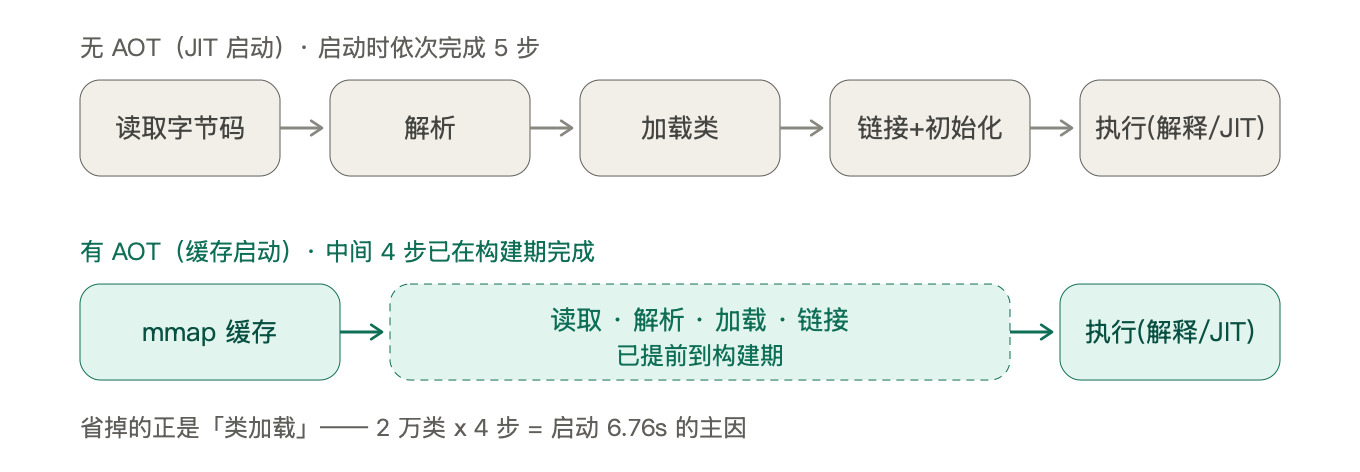 无 AOT（JIT 启动）· 启动时依次完成 5 步
读取字节码
解析
加载类
链接+初始化
执行(解释/JIT)
有 AOT（缓存启动）· 中间 4 步已在构建期完成
mmap 缓存
读取 · 解析 · 加载 · 链接
已提前到构建期
执行(解释/JIT)
省掉的正是「类加载」—— 2 万类 x 4 步 = 启动 6.76s 的主因